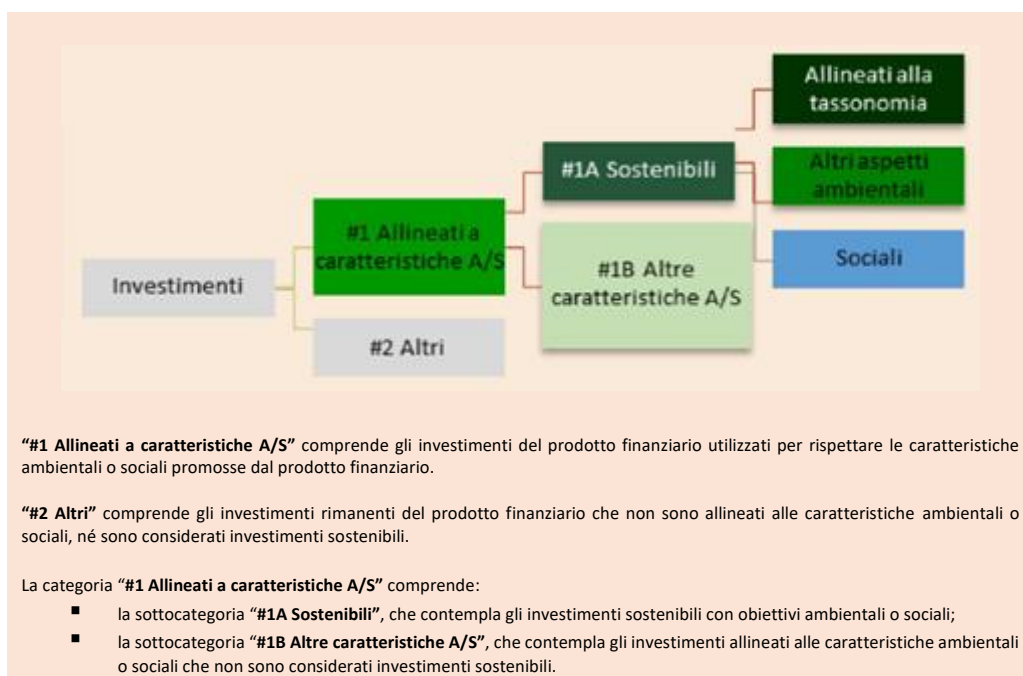 Allineati alla
tassonomia
#1A Sostenibili
Altri aspetti
ambientali
#1 Allineati a
caratteristiche A/S
#1B Altre
caratteristiche A/S
Sociali
Investimenti
#2 Altri
“#1 Allineati a caratteristiche A/S” comprende gli investimenti del prodotto finanziario utilizzati per rispettare le caratteristiche
ambientali o sociali promosse dal prodotto finanziario.
“#2 Altri” comprende gli investimenti rimanenti del prodotto finanziario che non sono allineati alle caratteristiche ambientali o
sociali, né sono considerati investimenti sostenibili.
La categoria “#1 Allineati a caratteristiche A/S” comprende:
▪ la sottocategoria “#1A Sostenibili”, che contempla gli investimenti sostenibili con obiettivi ambientali o sociali;
▪ la sottocategoria “#1B Altre caratteristiche A/S”, che contempla gli investimenti allineati alle caratteristiche ambientali
o sociali che non sono considerati investimenti sostenibili.